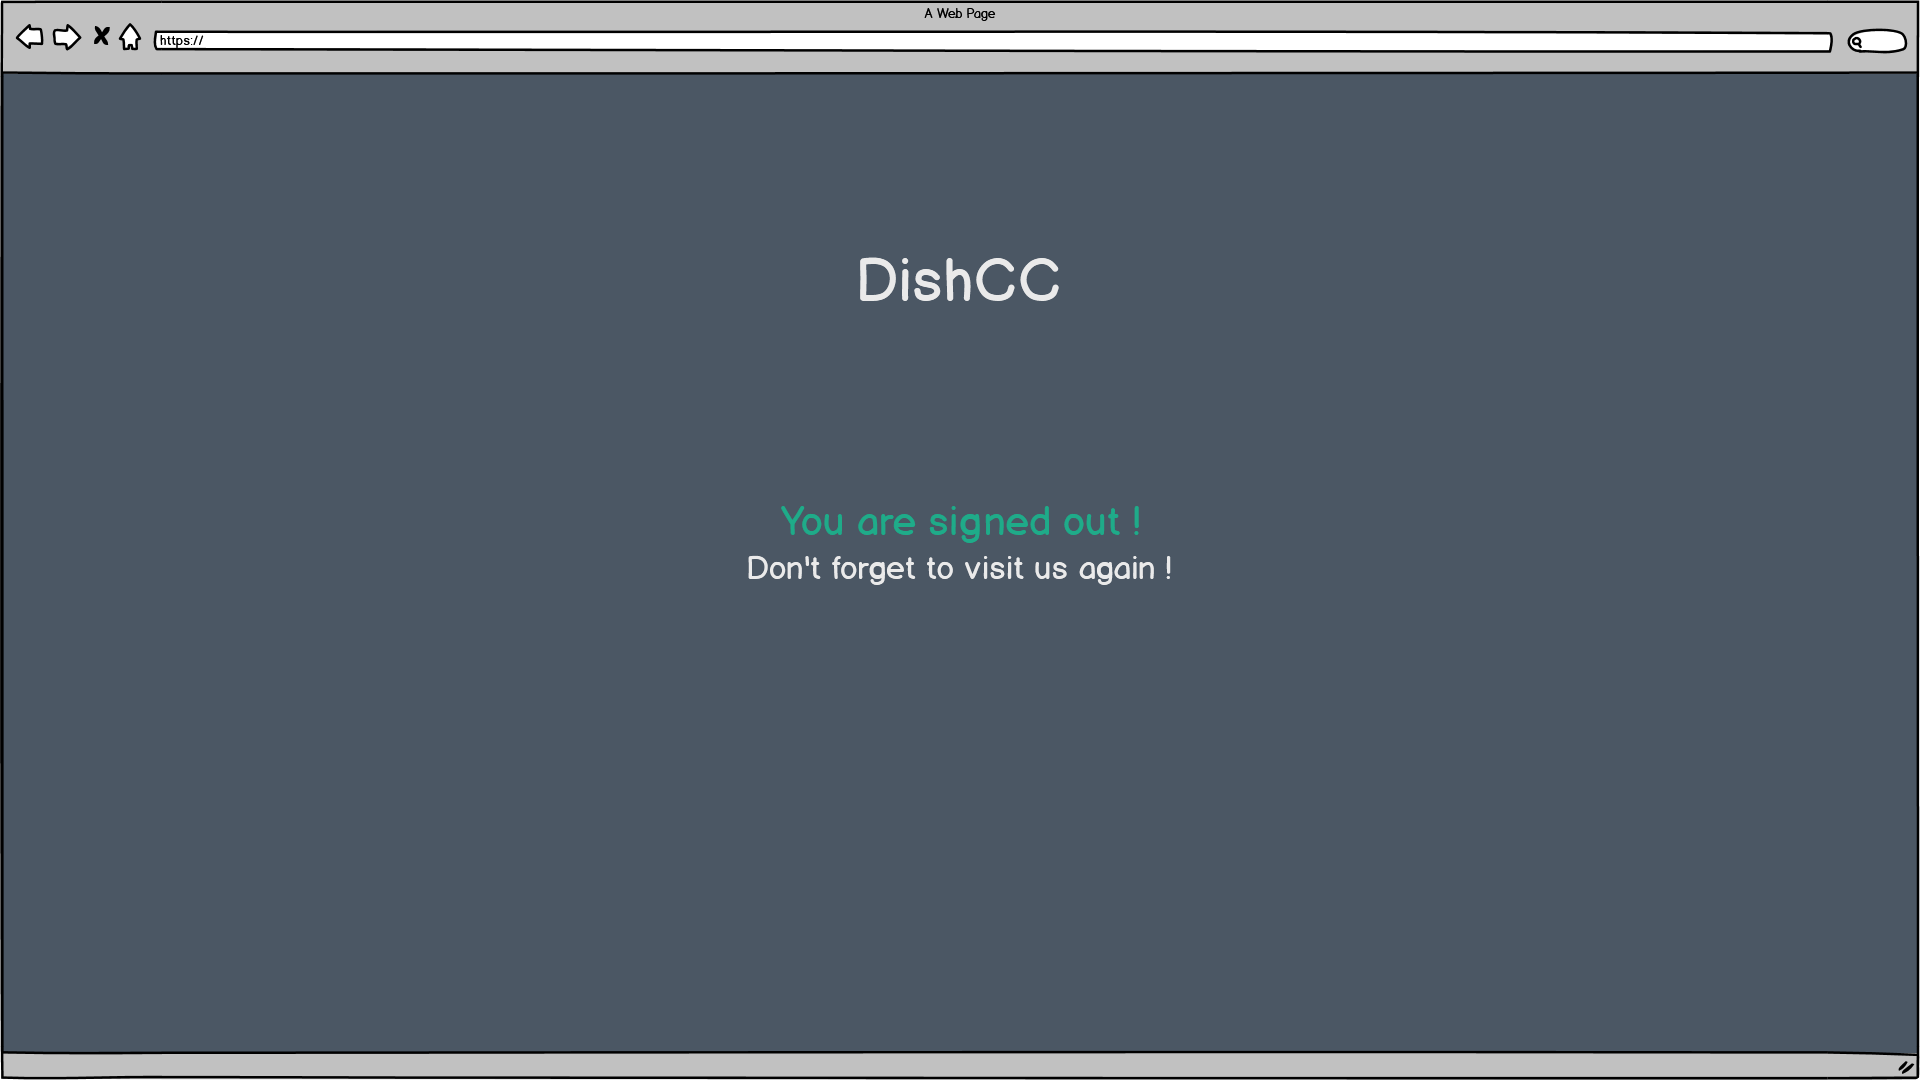 A Web Page
https://
DishCC
You are signed out !
Don't forget to visit us again !